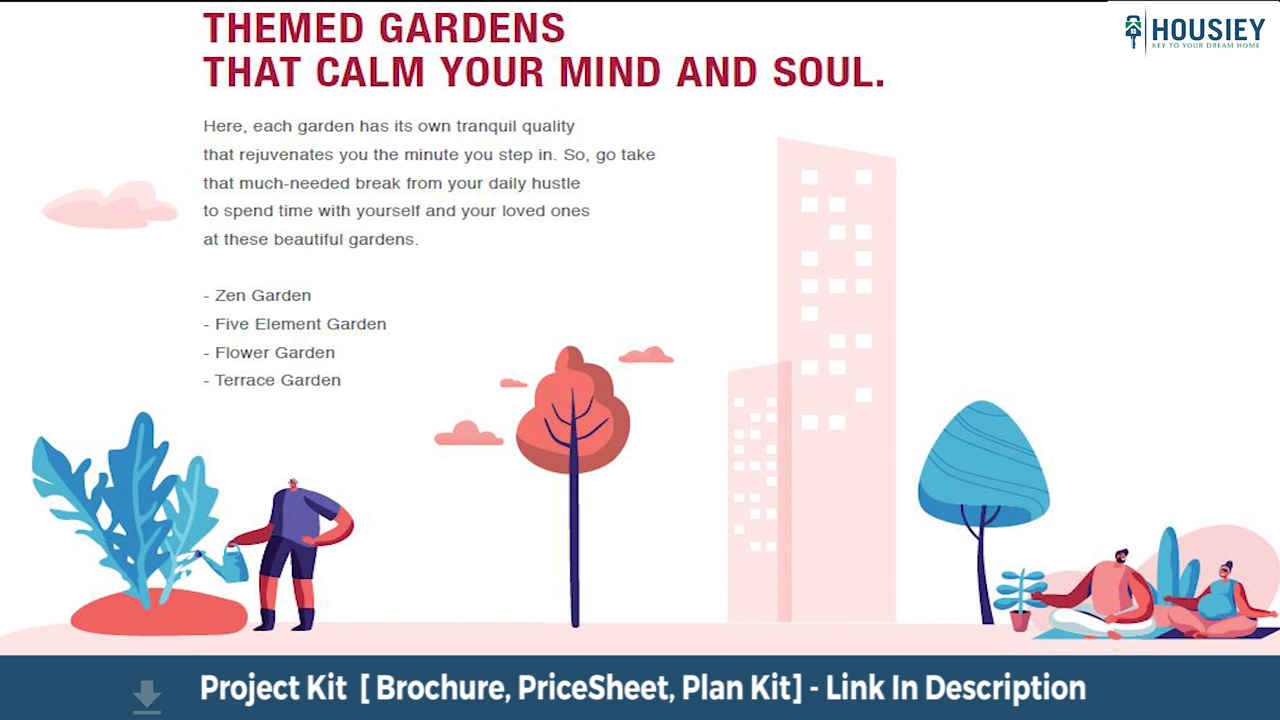 THEMED GARDENS
THAT CALM YOUR MIND AND SOUL.
HOUSIEY
KEY TO YOUR DREAM HOME
Here, each garden has its own tranquil quality
that rejuvenates you the minute you step in. So, go take
that much-needed break from your daily hustle
to spend time with yourself and your loved ones
at these beautiful gardens.
- Zen Garden
- Five Element Garden
- Flower Garden
- Terrace Garden
Project Kit [ Brochure, PriceSheet, Plan Kit] - Link In Description